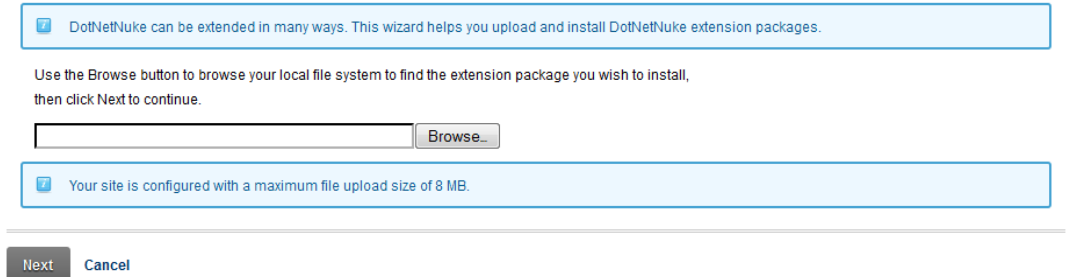 DotNetNuke can be extended in many ways. This wizard helps you upload and install DotNetNuke extension packages.
Use the Browse button to browse your local file system to find the extension package you wish to install,
then click Next to continue.
Browse...
Your site is configured with a maximum file upload size of 8 MB.
Next Cancel